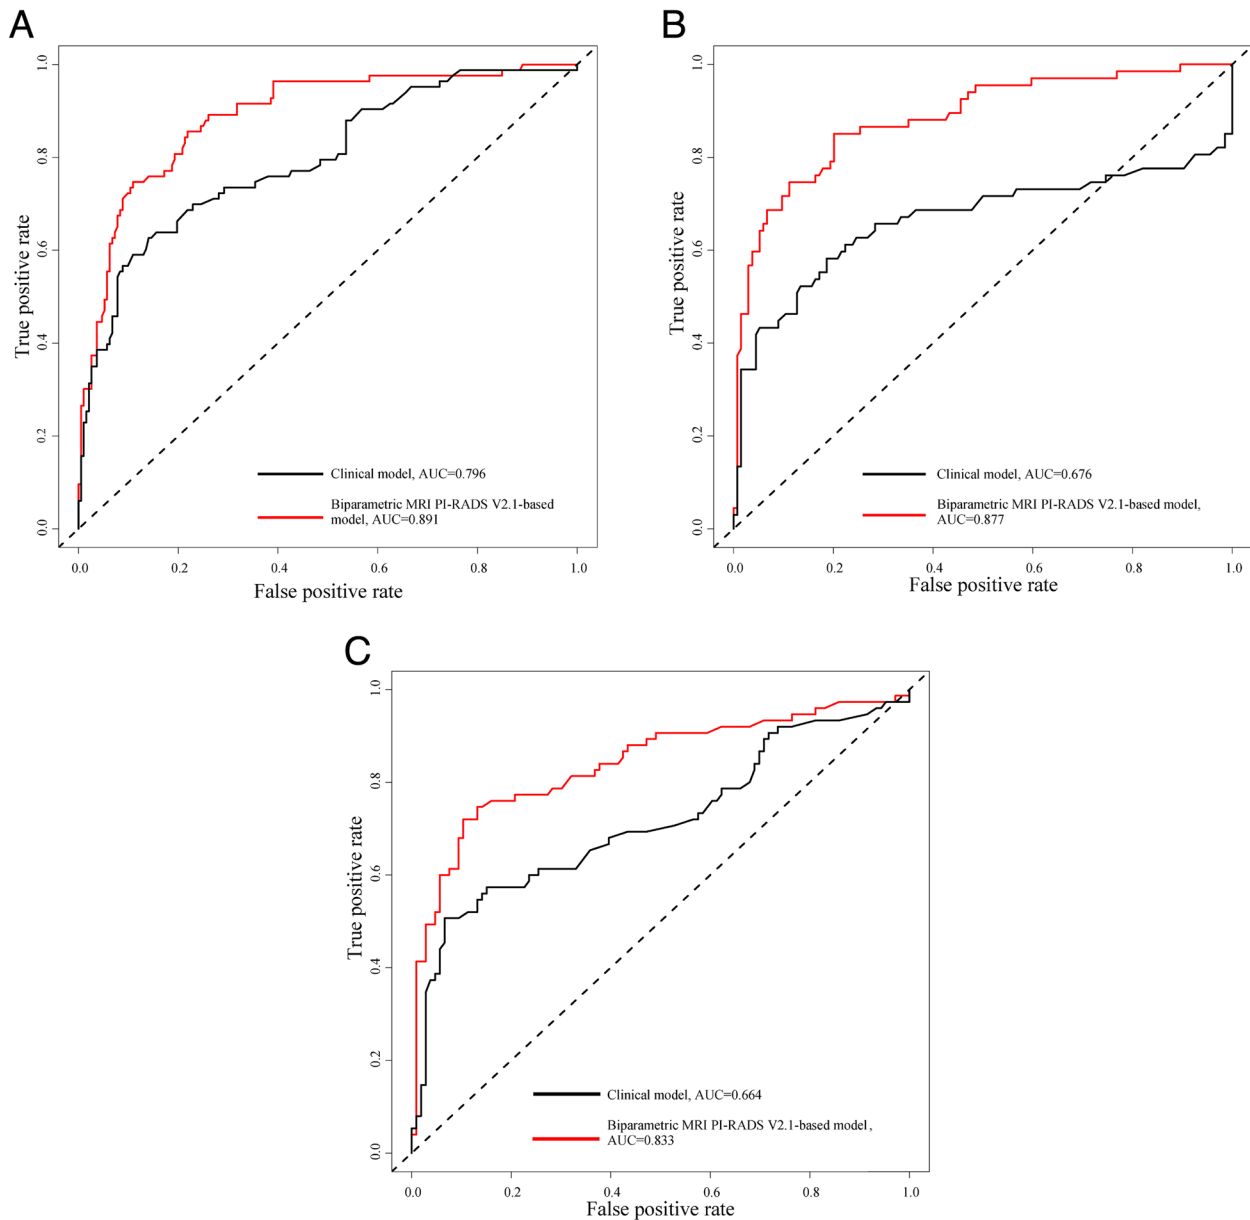 A
True positive rate
1.0
0.8
0.6
0.4
0.2
0.0
Clinical model, AUC=0.796
Biparametric MRI PI-RADS V2.1-based
model, AUC=0.891
0.0 0.2 0.4 0.6 0.8 1.0
False positive rate
B
True positive rate
1.0
0.8
0.6
0.4
0.2
0.0
Clinical model, AUC=0.676
Biparametric MRI PI-RADS V2.1-based model,
AUC=0.877
0.0 0.2 0.4 0.6 0.8 1.0
False positive rate
C
True positive rate
1.0
0.8
0.6
0.4
0.2
0.0
Clinical model, AUC=0.664
Biparametric MRI PI-RADS V2.1-based model ,
AUC=0.833
0.0 0.2 0.4 0.6 0.8 1.0
False positive rate